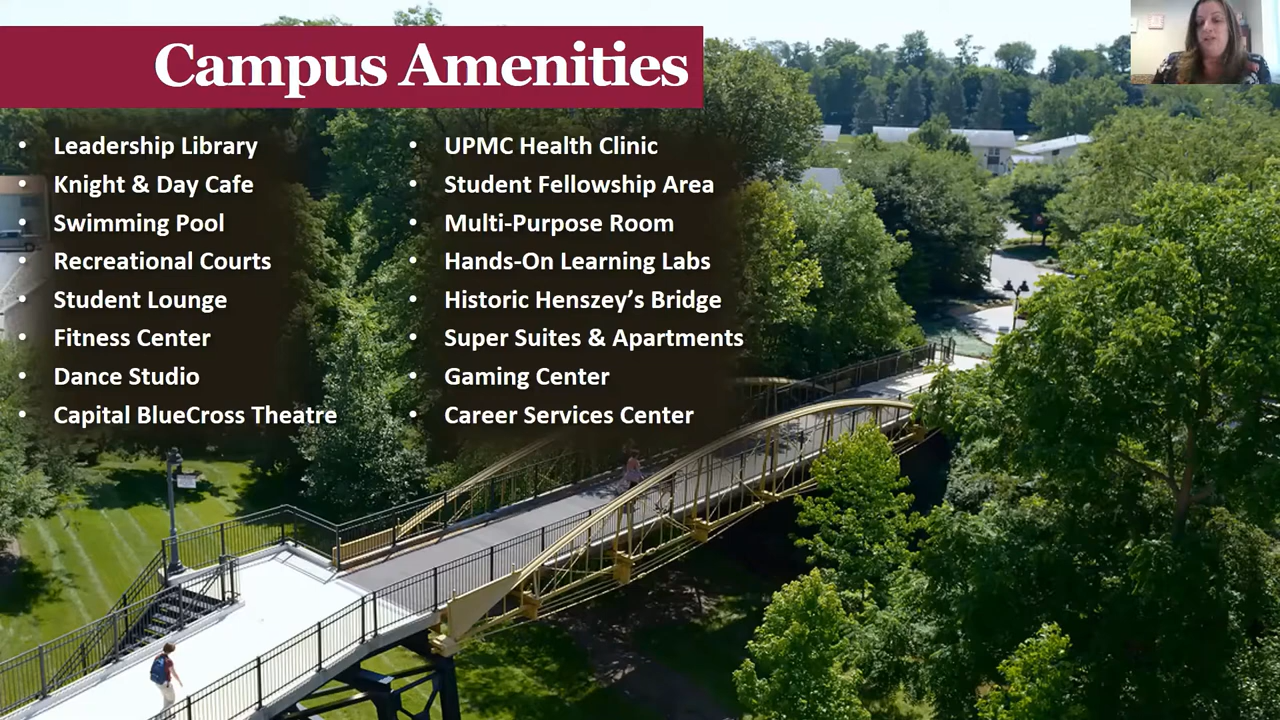 Campus Amenities
• Leadership Library
• Knight & Day Cafe
• Swimming Pool
• Recreational Courts
• Student Lounge
• Fitness Center
• Dance Studio
• Capital BlueCross Theatre
• UPMC Health Clinic
• Student Fellowship Area
• Multi-Purpose Room
• Hands-On Learning Labs
• Historic Henszey’s Bridge
• Super Suites & Apartments
• Gaming Center
• Career Services Center